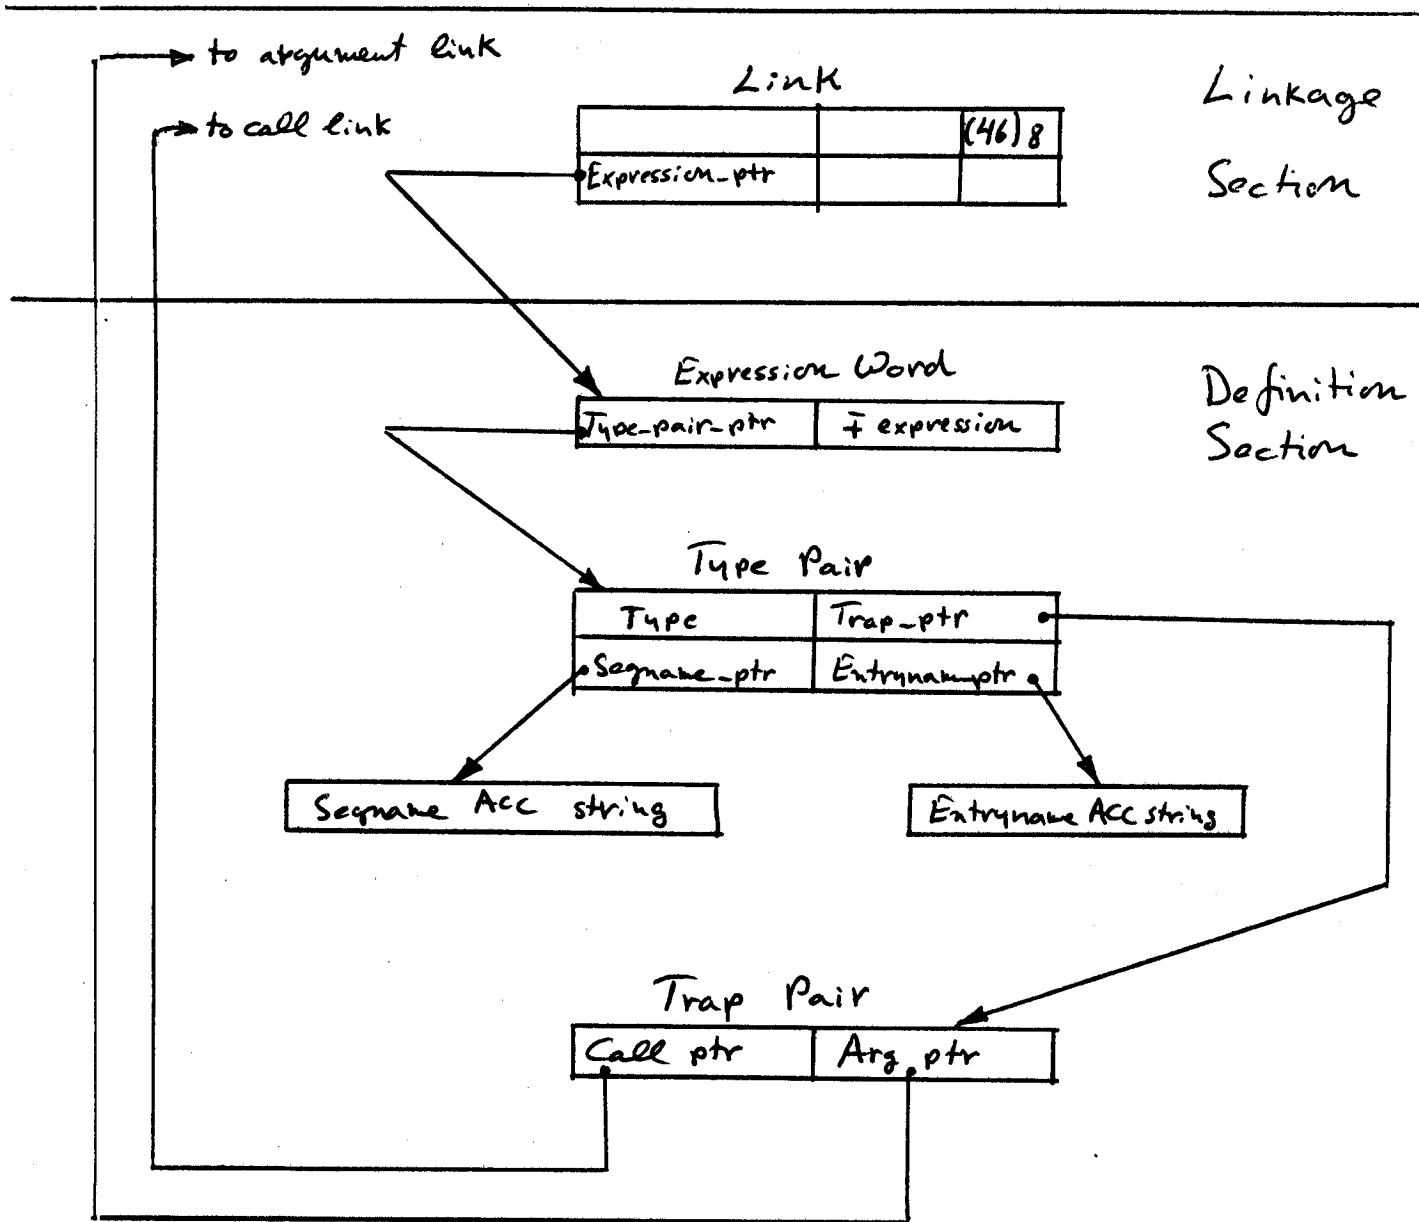 to argument link
Link
Linkage
Section
to call link
(46)8
Expression_ptr
Expression Word
Definition
Section
Type_pair_ptr
∓ expression
Type Pair
Type
Trap_ptr
Segname_ptr
Entrynam_ptr
Segname ACC string
Entryname ACC string
Trap Pair
Call ptr
Arg ptr